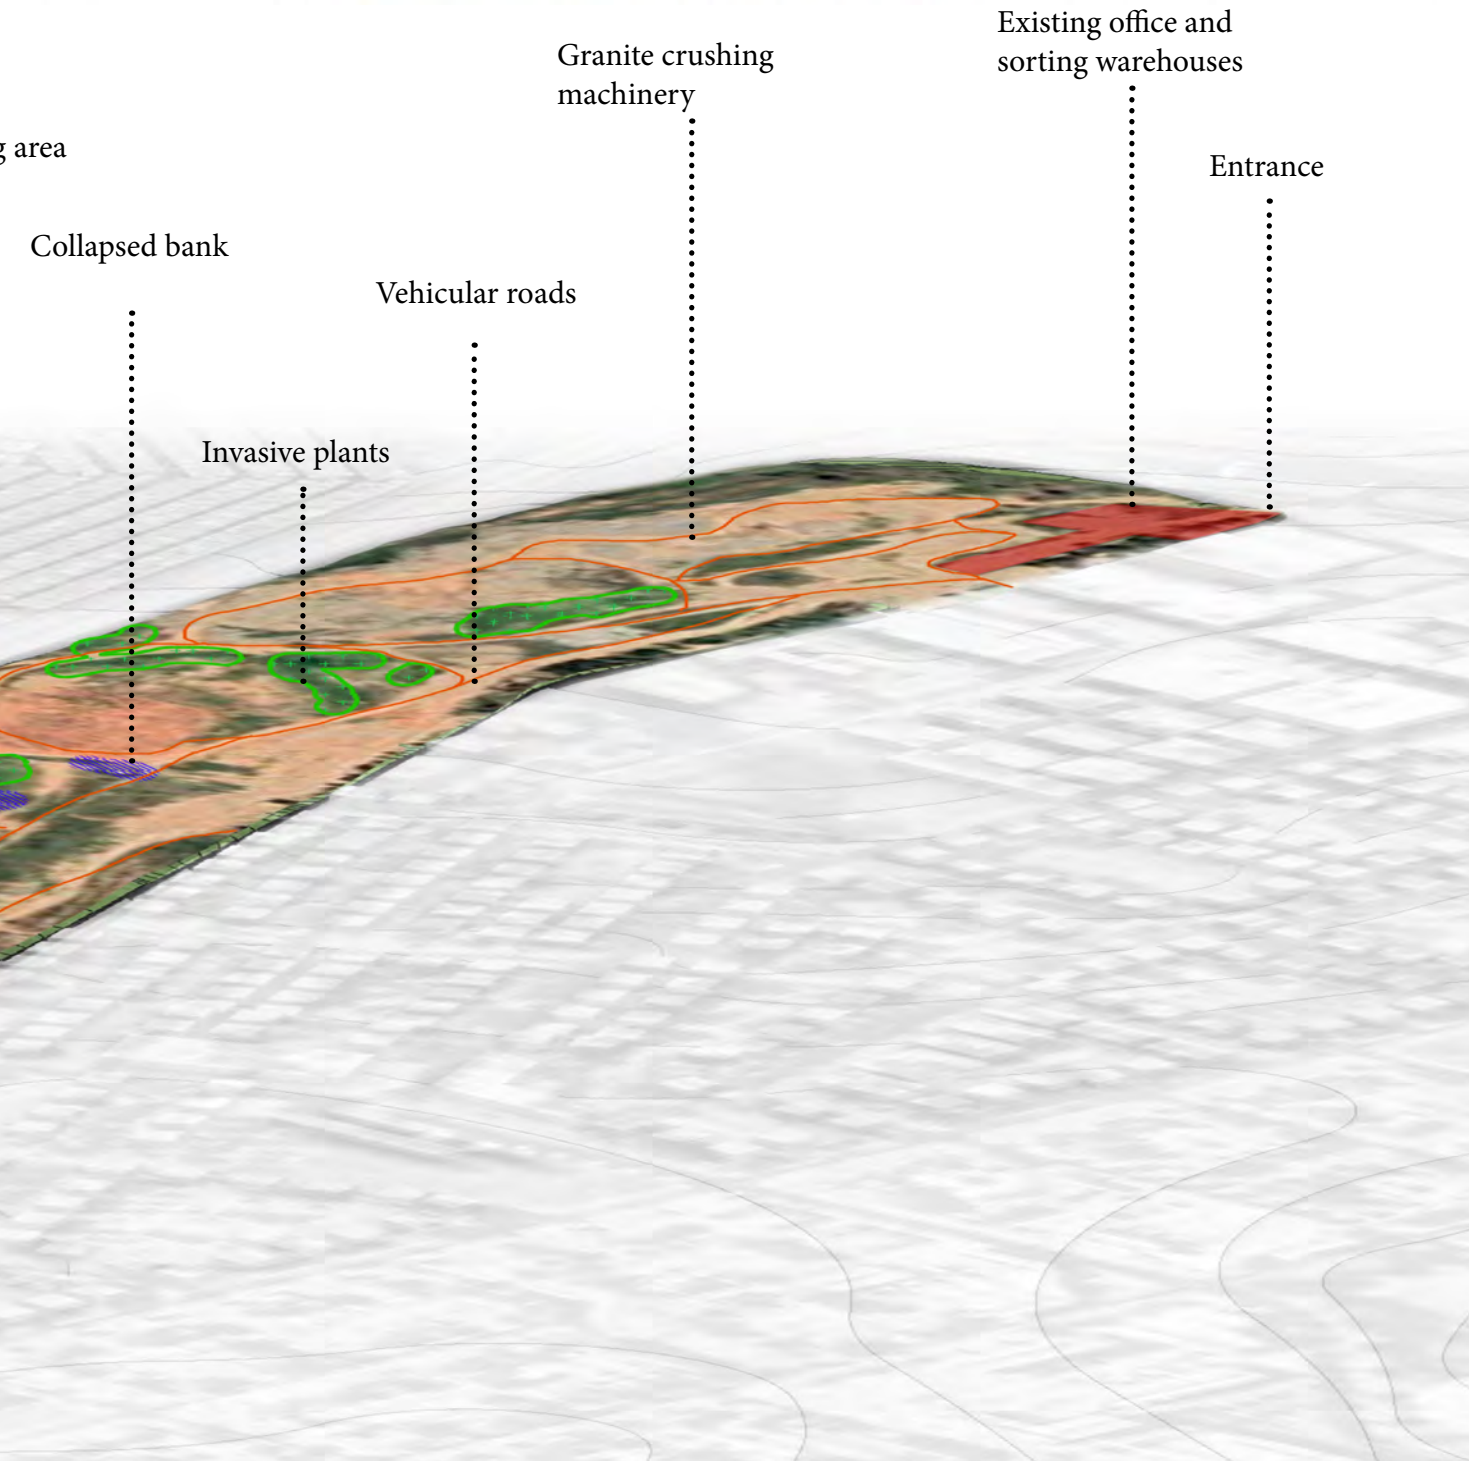 Existing office and
sorting warehouses
Granite crushing
machinery
area
Entrance
Collapsed bank
Vehicular roads
Invasive plants